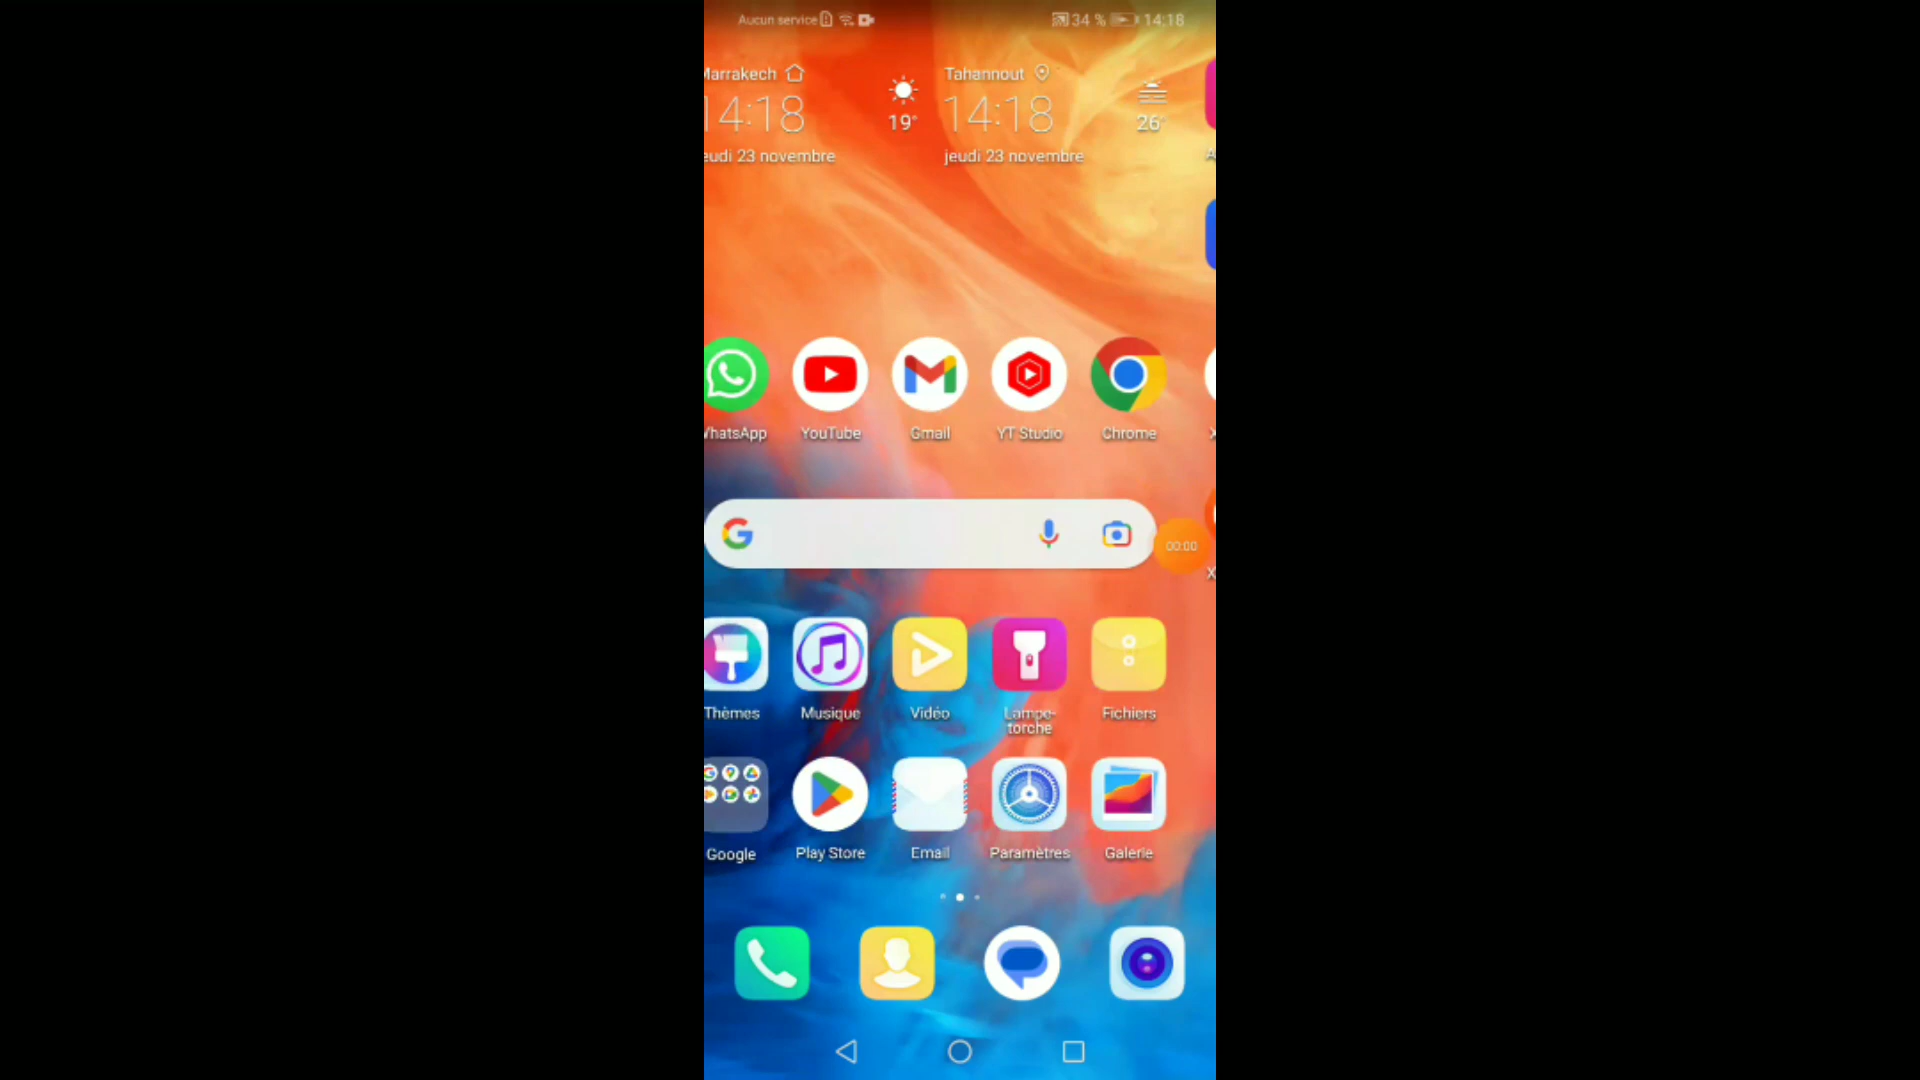 Aucun service 34 % 14:18
Marrakech Tahannout
14:18 19° 14:18 26°
jeudi 23 novembre jeudi 23 novembre
WhatsApp YouTube Gmail YT Studio Chrome
00:00
Thèmes Musique Vidéo Lampe-
torche Fichiers
Google Play Store Email Paramètres Galerie